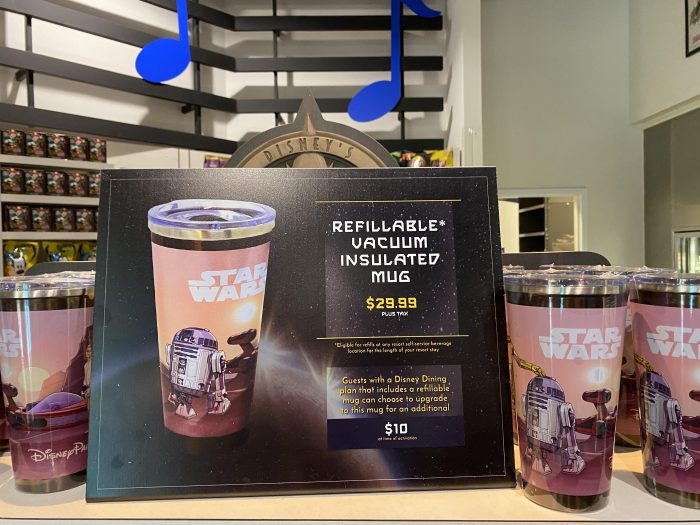 DISNEY'S
REFILLABLE*
VACUUM
INSULATED
MUG
$29.99
PLUS TAX
*Eligible for refills at any resort self-service beverage
location for the length of your resort stay
Guests with a Disney Dining
plan that includes a refillable
mug can choose to upgrade
to this mug for an additional
$10
at time of activation
STAR
WARS
Disney Pa
STAR
WARS
STAR
WARS